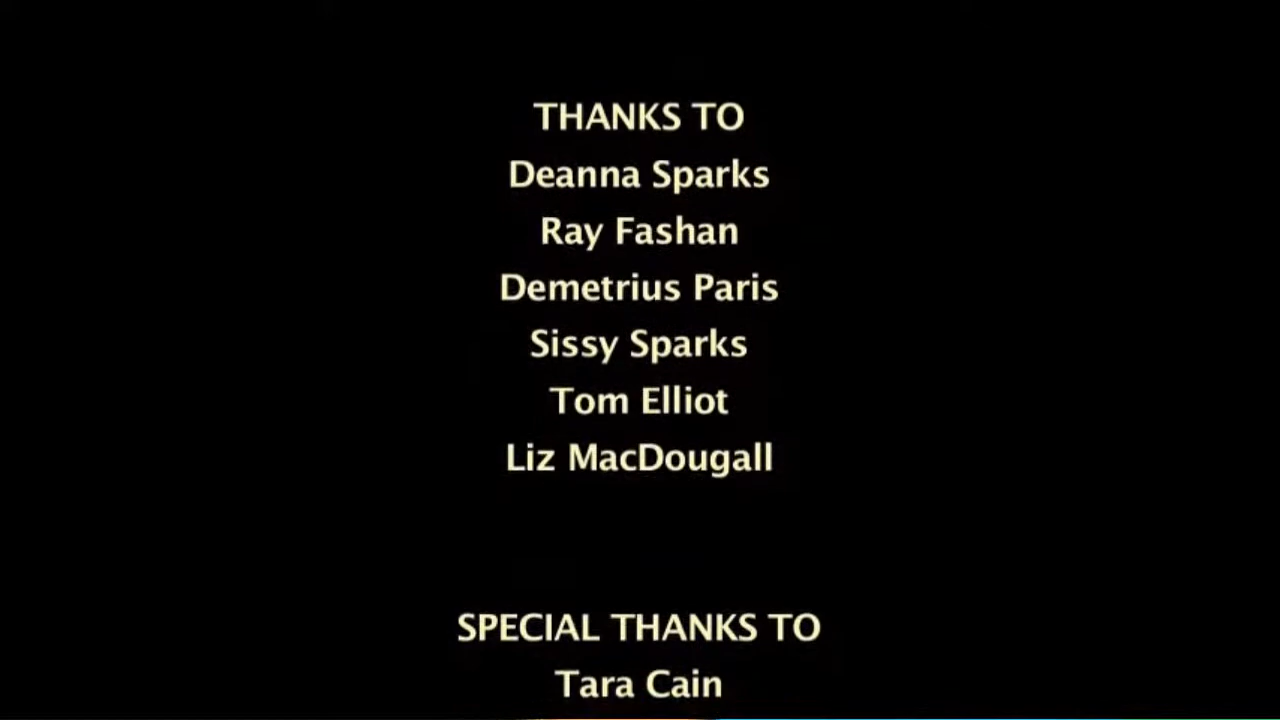 THANKS TO
Deanna Sparks
Ray Fashan
Demetrius Paris
Sissy Sparks
Tom Elliot
Liz MacDougall
SPECIAL THANKS TO
Tara Cain